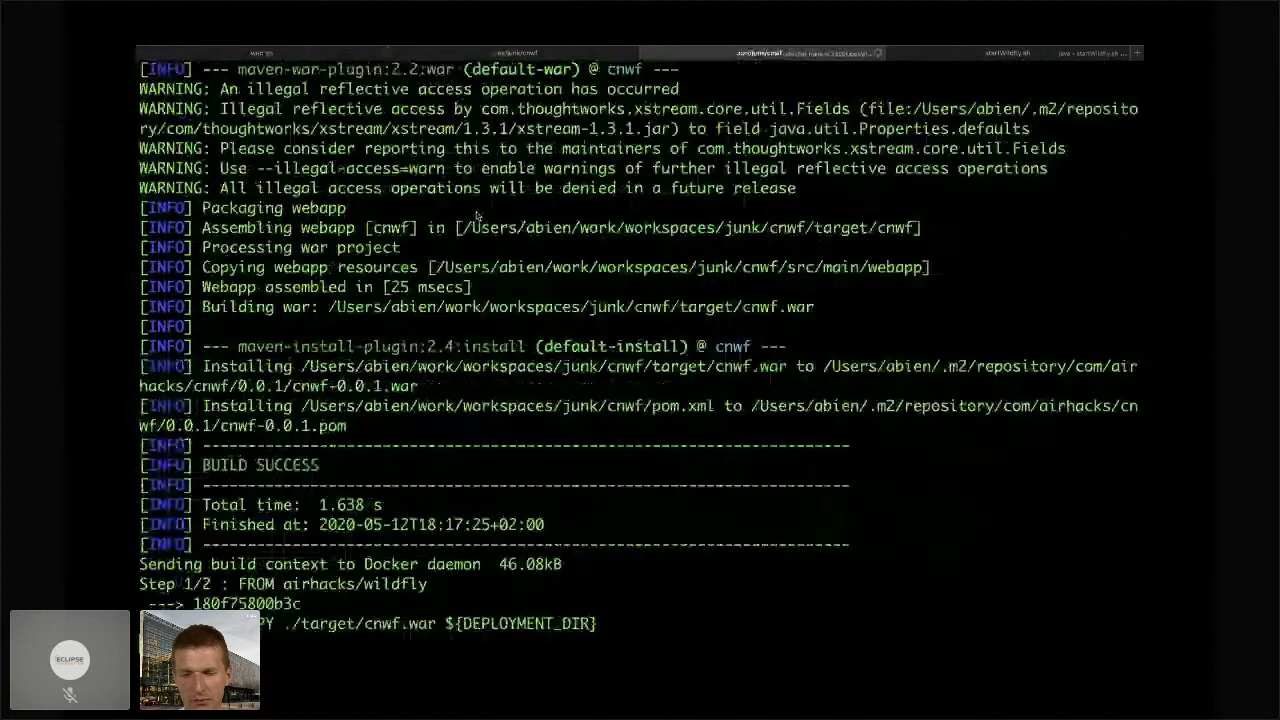 es/junk/cnwf
startWildfly.sh
java • startWildfly.sh ...
[INFO] --- maven-war-plugin:2.2:war (default-war) @ cnwf ---
WARNING: An illegal reflective access operation has occurred
WARNING: Illegal reflective access by com.thoughtworks.xstream.core.util.Fields (file:/Users/abien/.m2/reposito
ry/com/thoughtworks/xstream/xstream/1.3.1/xstream-1.3.1.jar) to field java.util.Properties.defaults
WARNING: Please consider reporting this to the maintainers of com.thoughtworks.xstream.core.util.Fields
WARNING: Use --illegal-access=warn to enable warnings of further illegal reflective access operations
WARNING: All illegal access operations will be denied in a future release
[INFO] Packaging webapp
[INFO] Assembling webapp [cnwf] in [/Users/abien/work/workspaces/junk/cnwf/target/cnwf]
[INFO] Processing war project
[INFO] Copying webapp resources [/Users/abien/work/workspaces/junk/cnwf/src/main/webapp]
[INFO] Webapp assembled in [25 msecs]
[INFO] Building war: /Users/abien/work/workspaces/junk/cnwf/target/cnwf.war
[INFO]
[INFO] --- maven-install-plugin:2.4:install (default-install) @ cnwf ---
[INFO] Installing /Users/abien/work/workspaces/junk/cnwf/target/cnwf.war to /Users/abien/.m2/repository/com/air
hacks/cnwf/0.0.1/cnwf-0.0.1.war
[INFO] Installing /Users/abien/work/workspaces/junk/cnwf/pom.xml to /Users/abien/.m2/repository/com/airhacks/cn
wf/0.0.1/cnwf-0.0.1.pom
[INFO] ------------------------------------------------------------------------
[INFO] BUILD SUCCESS
[INFO] ------------------------------------------------------------------------
[INFO] Total time:  1.638 s
[INFO] Finished at: 2020-05-12T18:17:25+02:00
[INFO] ------------------------------------------------------------------------
Sending build context to Docker daemon  46.08kB
Step 1/2 : FROM airhacks/wildfly
---> 180f75800b3c
PY ./target/cnwf.war ${DEPLOYMENT_DIR}
ECLIPSE